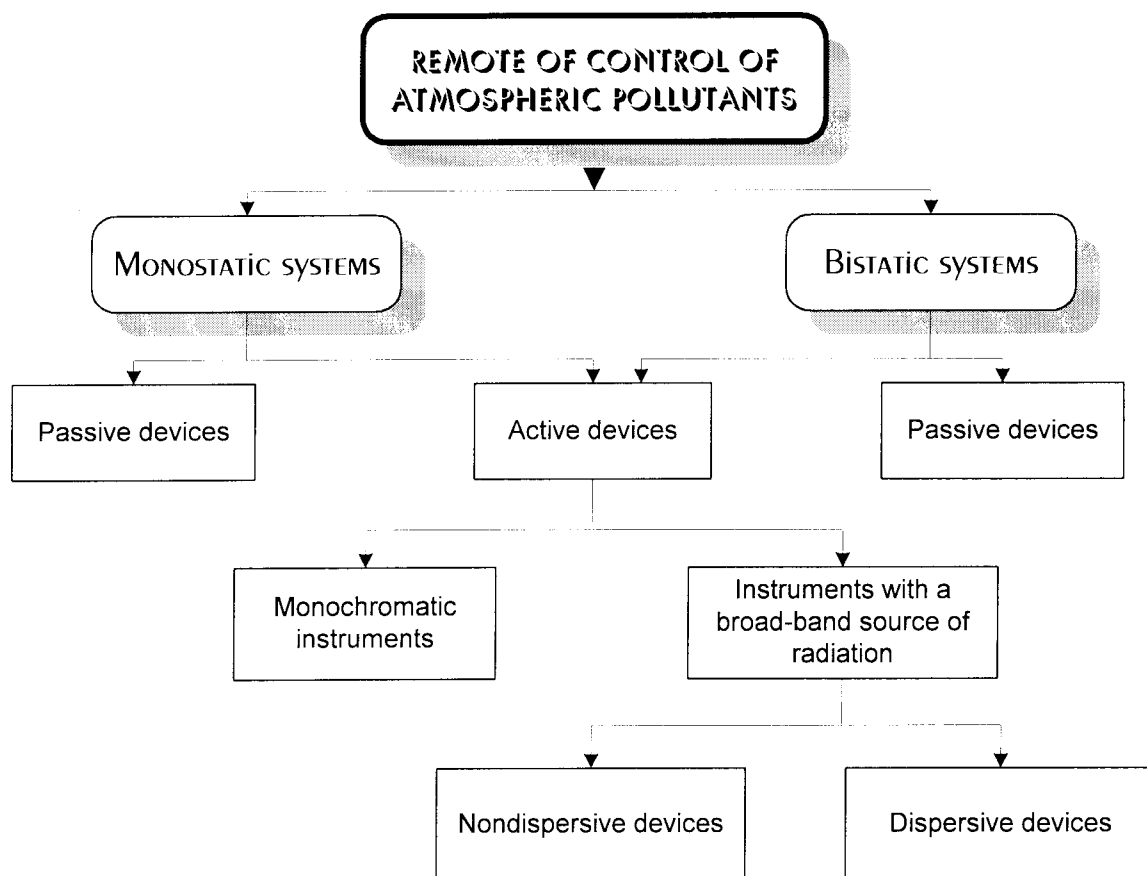 REMOTE OF CONTROL OF
ATMOSPHERIC POLLUTANTS
MONOSTATIC SYSTEMS
BISTATIC SYSTEMS
Passive devices
Active devices
Passive devices
Monochromatic
instruments
Instruments with a
broad-band source of
radiation
Nondispersive devices
Dispersive devices